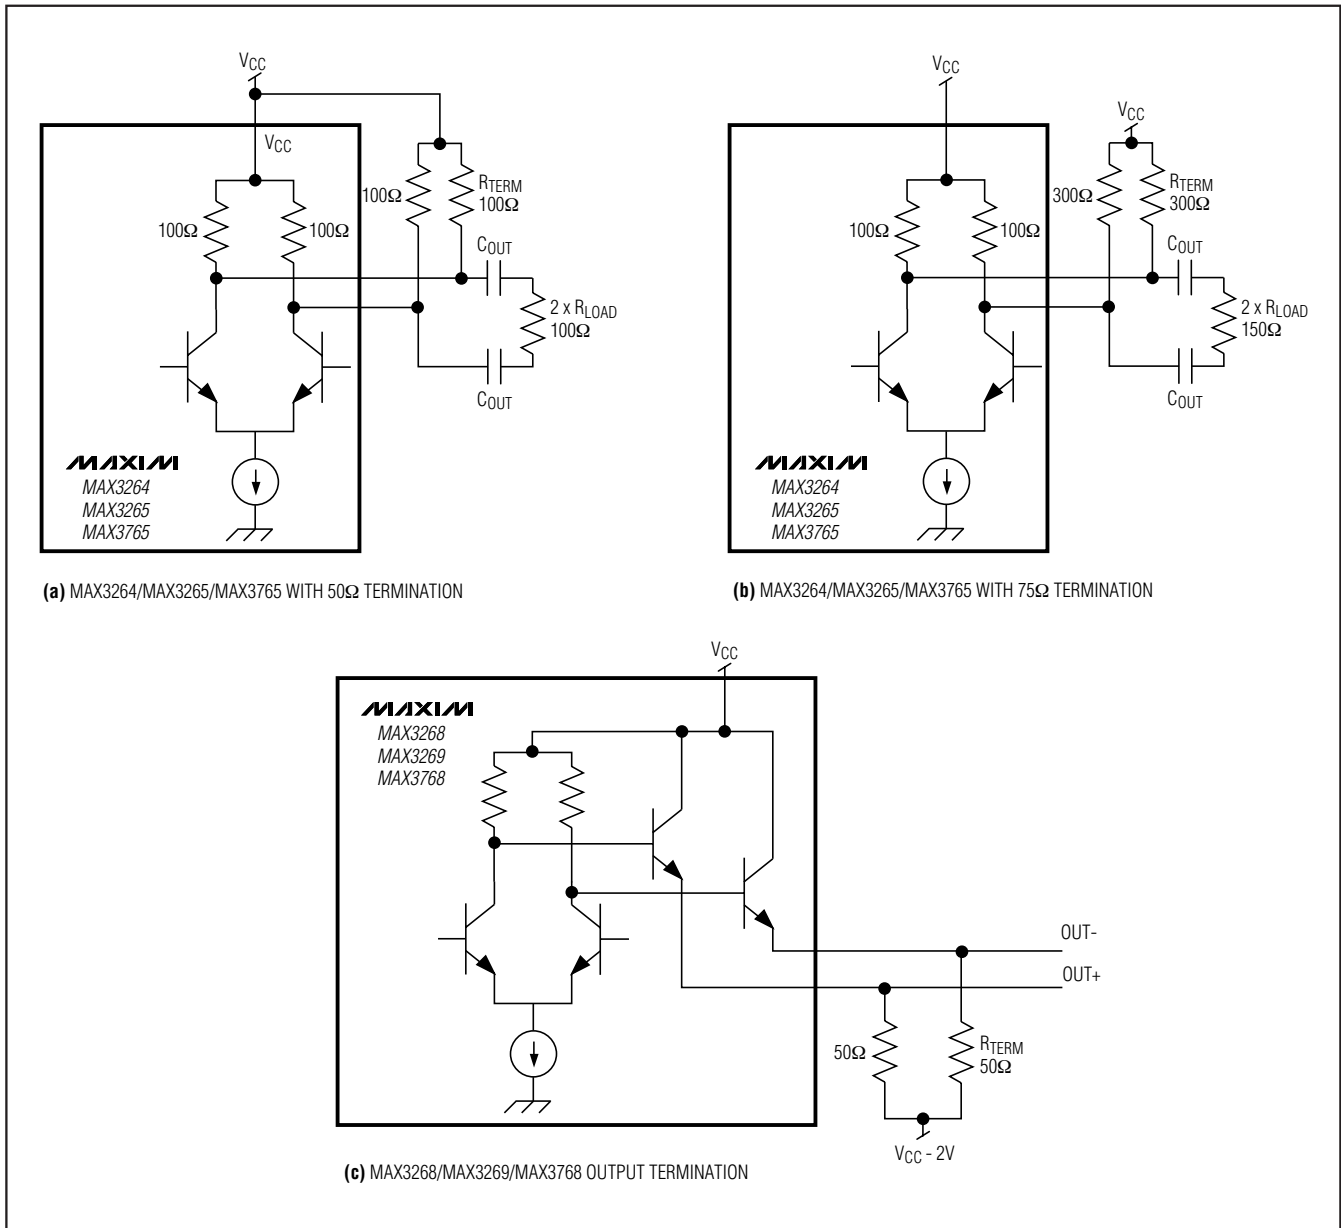 VCC
VCC
100Ω
100Ω
100Ω
RTERM
100Ω
COUT
2 x RLOAD
100Ω
COUT
MAXIM
MAX3264
MAX3265
MAX3765
(a) MAX3264/MAX3265/MAX3765 WITH 50Ω TERMINATION
VCC
VCC
100Ω
100Ω
300Ω
RTERM
300Ω
COUT
2 x RLOAD
150Ω
COUT
MAXIM
MAX3264
MAX3265
MAX3765
(b) MAX3264/MAX3265/MAX3765 WITH 75Ω TERMINATION
VCC
MAXIM
MAX3268
MAX3269
MAX3768
OUT-
OUT+
50Ω
RTERM
50Ω
VCC - 2V
(c) MAX3268/MAX3269/MAX3768 OUTPUT TERMINATION